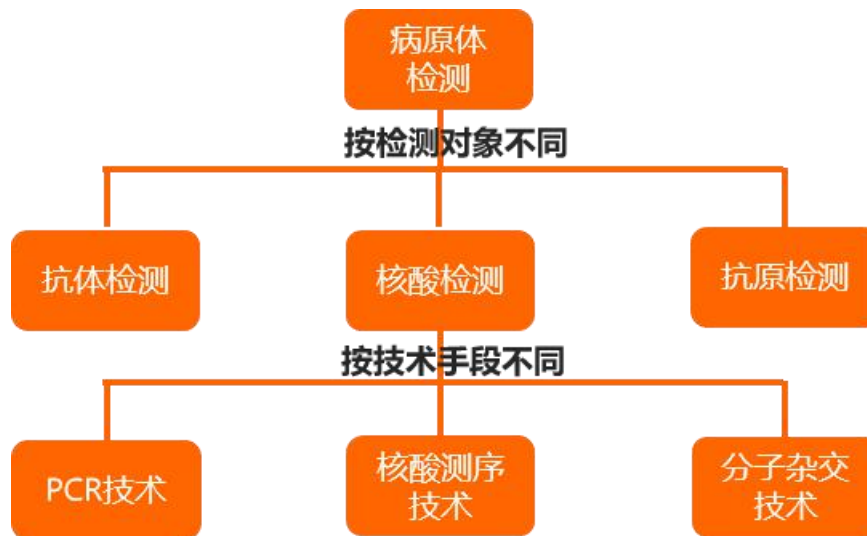 病原体
检测
按检测对象不同
抗体检测
核酸检测
抗原检测
按技术手段不同
PCR技术
核酸测序
技术
分子杂交
技术